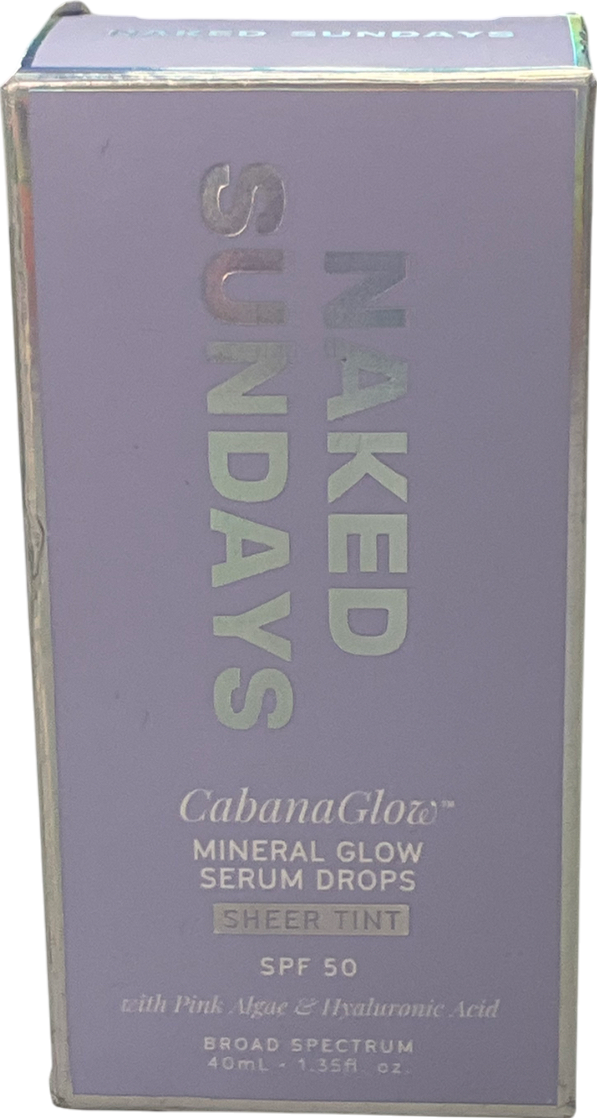 NAKED SUNDAYS
NAKED
SUNDAYS
CabanaGlow™
MINERAL GLOW
SERUM DROPS
SHEER TINT
SPF 50
with Pink Algae & Hyaluronic Acid
BROAD SPECTRUM
40mL - 1.35fl. oz.